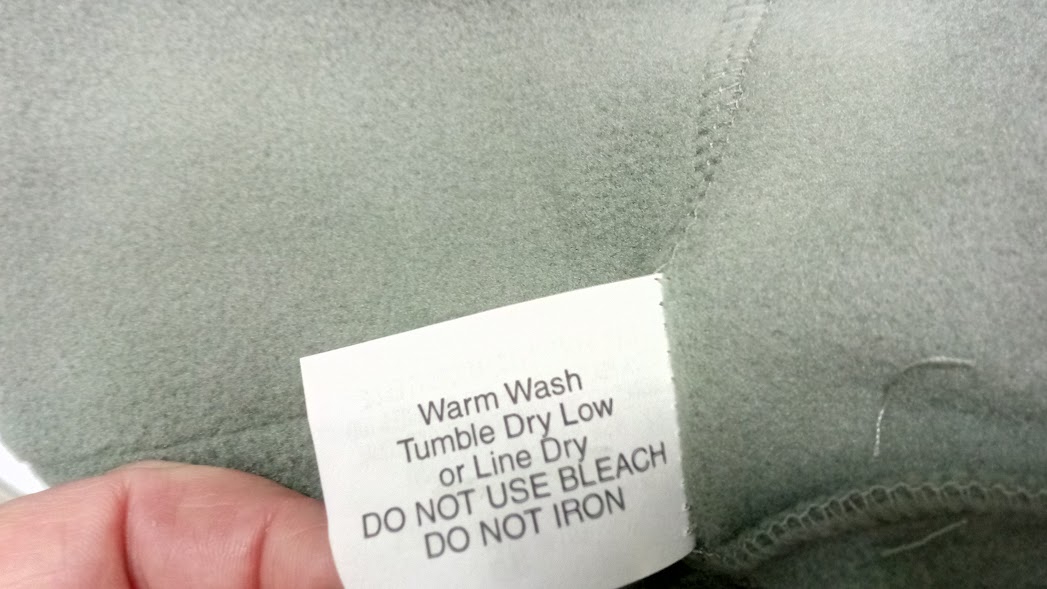 Warm Wash
Tumble Dry Low
or Line Dry
DO NOT USE BLEACH
DO NOT IRON